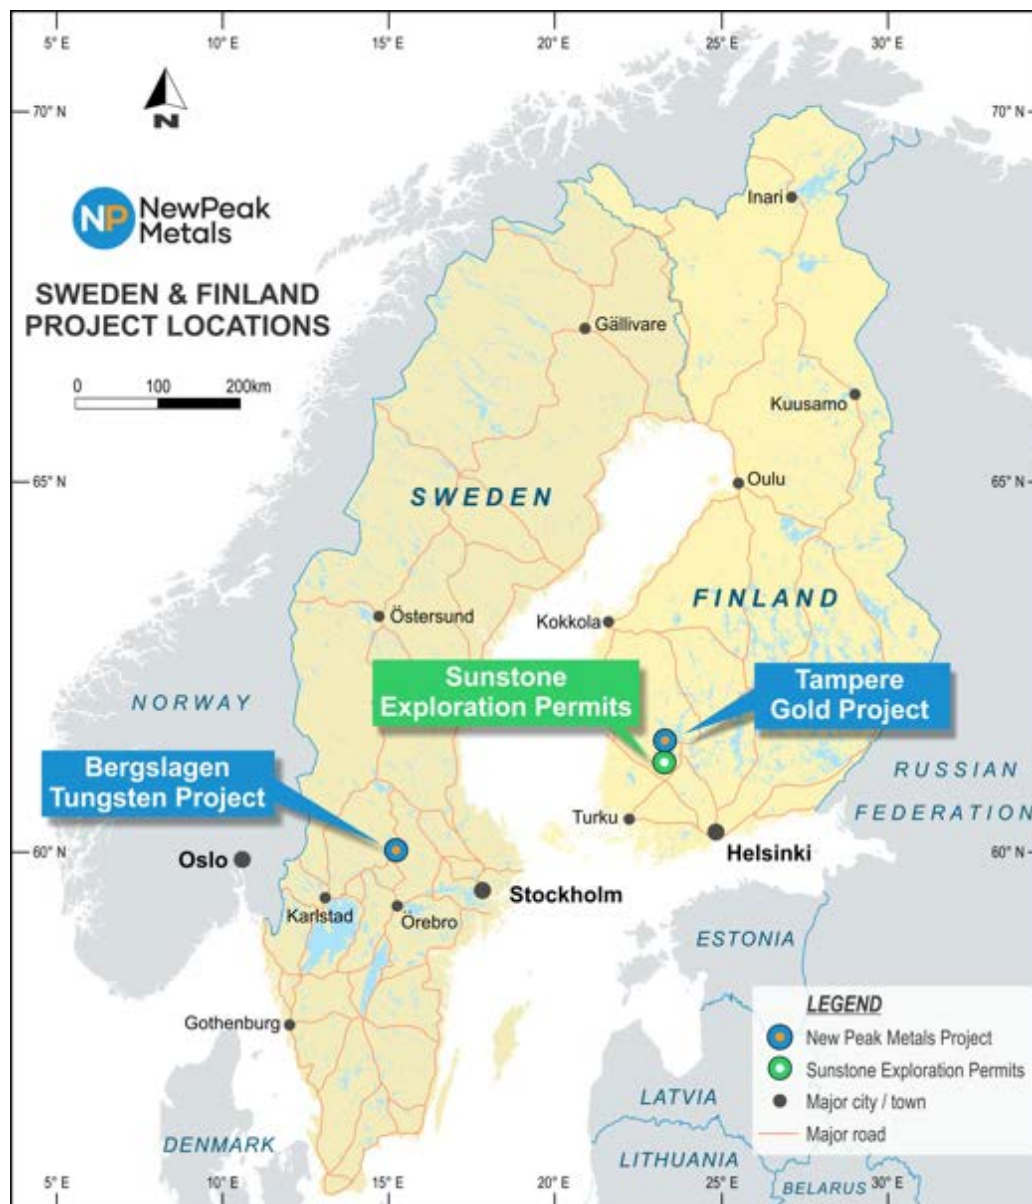 5° E 10° E 15° E 20° E 25° E 30° E
70° N 70° N
N
NP NewPeak
Metals
SWEDEN & FINLAND
PROJECT LOCATIONS
0 100 200km
Inari
Gällivare
Kuusamo
65° N 65° N
Oulu
SWEDEN
FINLAND
Östersund
Kokkola
NORWAY
Sunstone
Exploration Permits
Tampere
Gold Project
Bergslagen
Tungsten Project
RUSSIAN
FEDERATION
Turku
Helsinki
60° N 60° N
Oslo
Stockholm
Karlstad
Örebro
ESTONIA
Gothenburg
LEGEND
New Peak Metals Project
Sunstone Exploration Permits
Major city / town
Major road
LATVIA
DENMARK
LITHUANIA
BELARUS
5° E 10° E 15° E 20° E 25° E 30° E